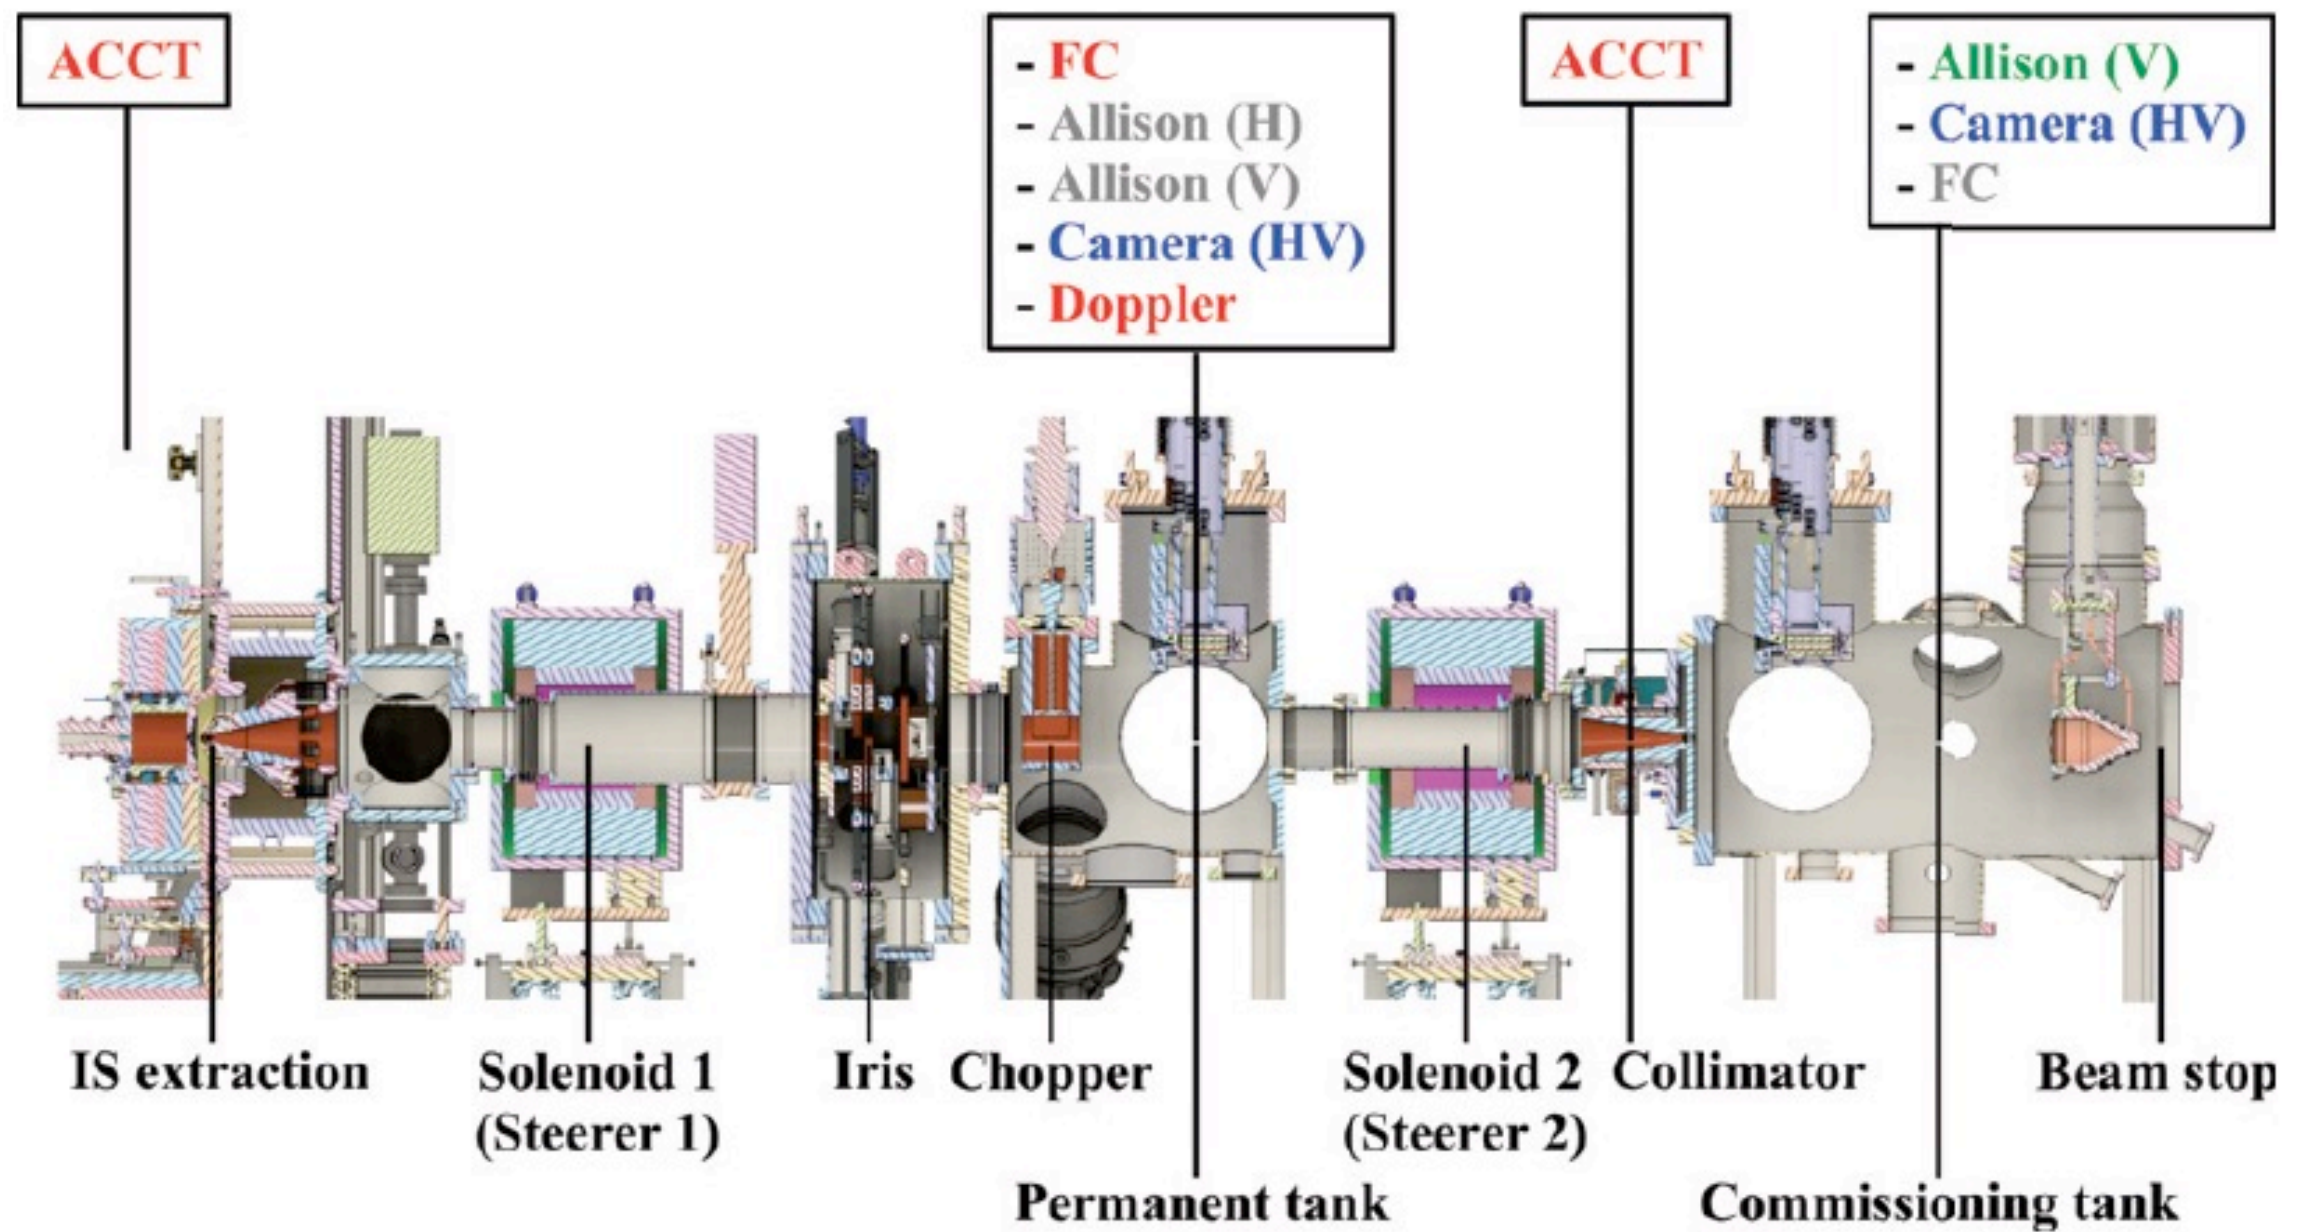 ACCT
- FC
- Allison (H)
- Allison (V)
- Camera (HV)
- Doppler
ACCT
- Allison (V)
- Camera (HV)
- FC
IS extraction
Solenoid 1
(Steerer 1)
Iris
Chopper
Solenoid 2
(Steerer 2)
Collimator
Beam stop
Permanent tank
Commissioning tank